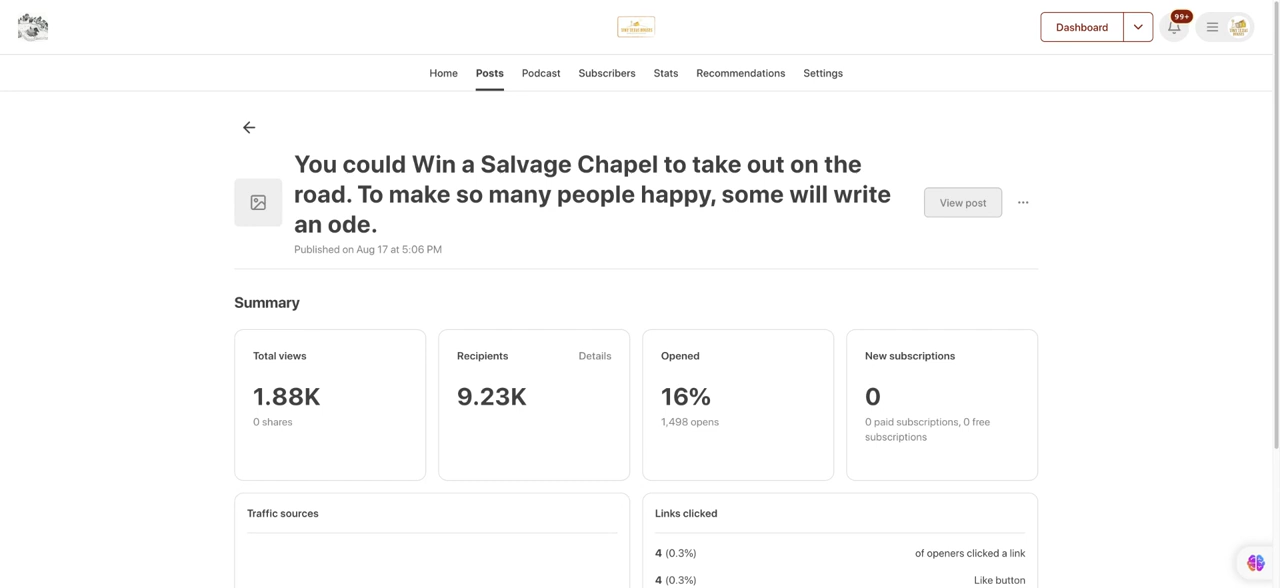 Dashboard
99+
Home Posts Podcast Subscribers Stats Recommendations Settings
You could Win a Salvage Chapel to take out on the
road. To make so many people happy, some will write
an ode.
Published on Aug 17 at 5:06 PM
View post
Summary
Total views
1.88K
0 shares
Recipients Details
9.23K
Opened
16%
1,498 opens
New subscriptions
0
0 paid subscriptions, 0 free
subscriptions
Traffic sources
Links clicked
4 (0.3%) of openers clicked a link
4 (0.3%) Like button